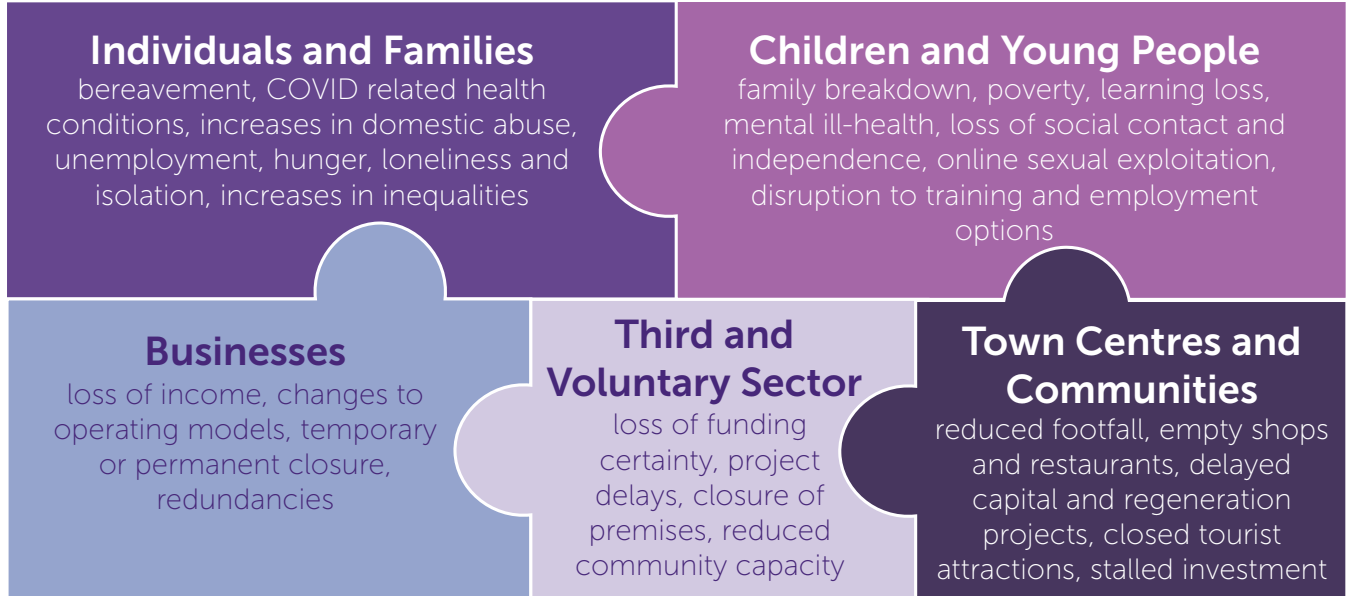 Individuals and Families
bereavement, COVID related health
conditions, increases in domestic abuse,
unemployment, hunger, loneliness and
isolation, increases in inequalities
Children and Young People
family breakdown, poverty, learning loss,
mental ill-health, loss of social contact and
independence, online sexual exploitation,
disruption to training and employment
options
Businesses
loss of income, changes to
operating models, temporary
or permanent closure,
redundancies
Third and
Voluntary Sector
loss of funding
certainty, project
delays, closure of
premises, reduced
community capacity
Town Centres and
Communities
reduced footfall, empty shops
and restaurants, delayed
capital and regeneration
projects, closed tourist
attractions, stalled investment